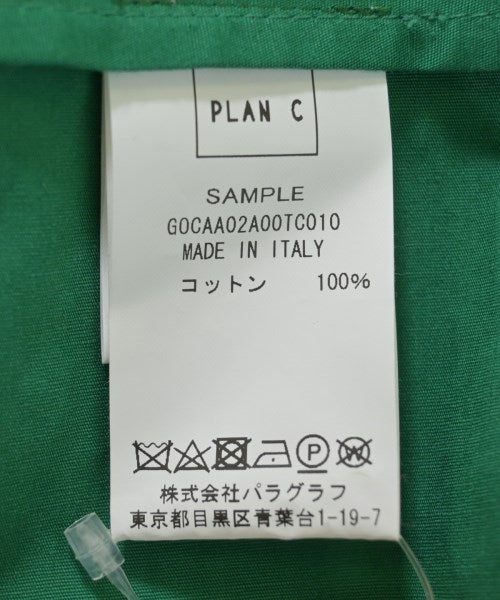 PLAN C
SAMPLE
G0CAA02A00TC010
MADE IN ITALY
コットン 100%
P W
株式会社パラグラフ
東京都目黒区青葉台1-19-7